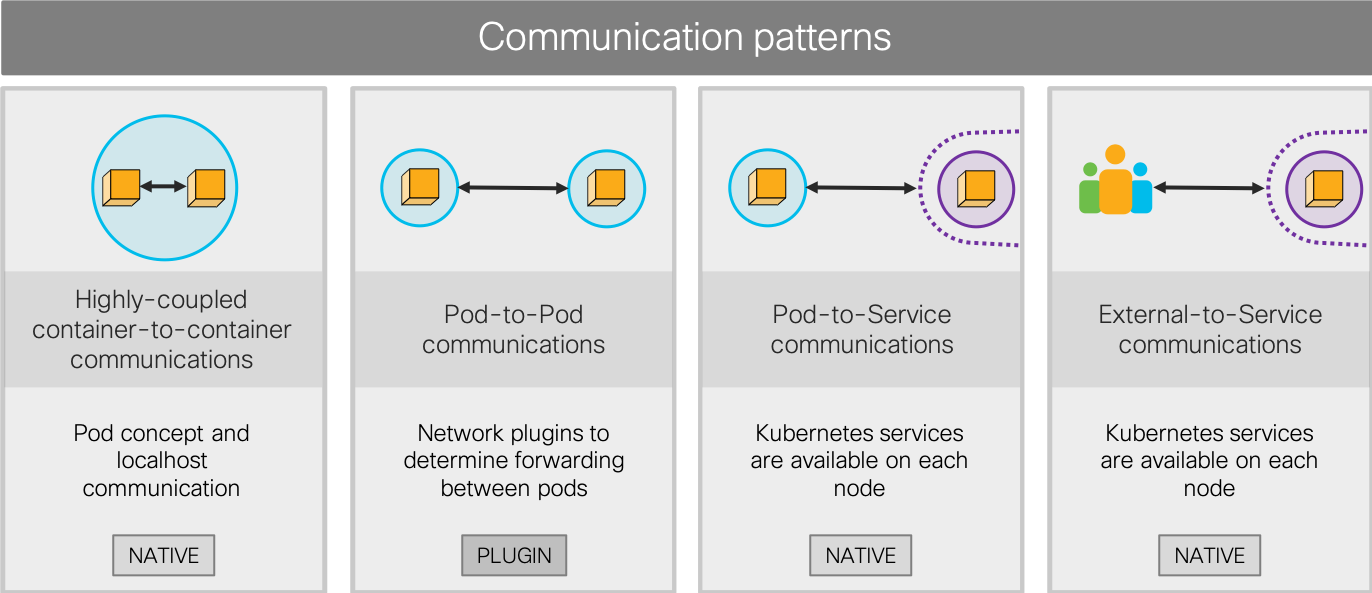 Communication patterns
Highly-coupled
container-to-container
communications
Pod concept and
localhost
communication
NATIVE
Pod-to-Pod
communications
Network plugins to
determine forwarding
between pods
PLUGIN
Pod-to-Service
communications
Kubernetes services
are available on each
node
NATIVE
External-to-Service
communications
Kubernetes services
are available on each
node
NATIVE